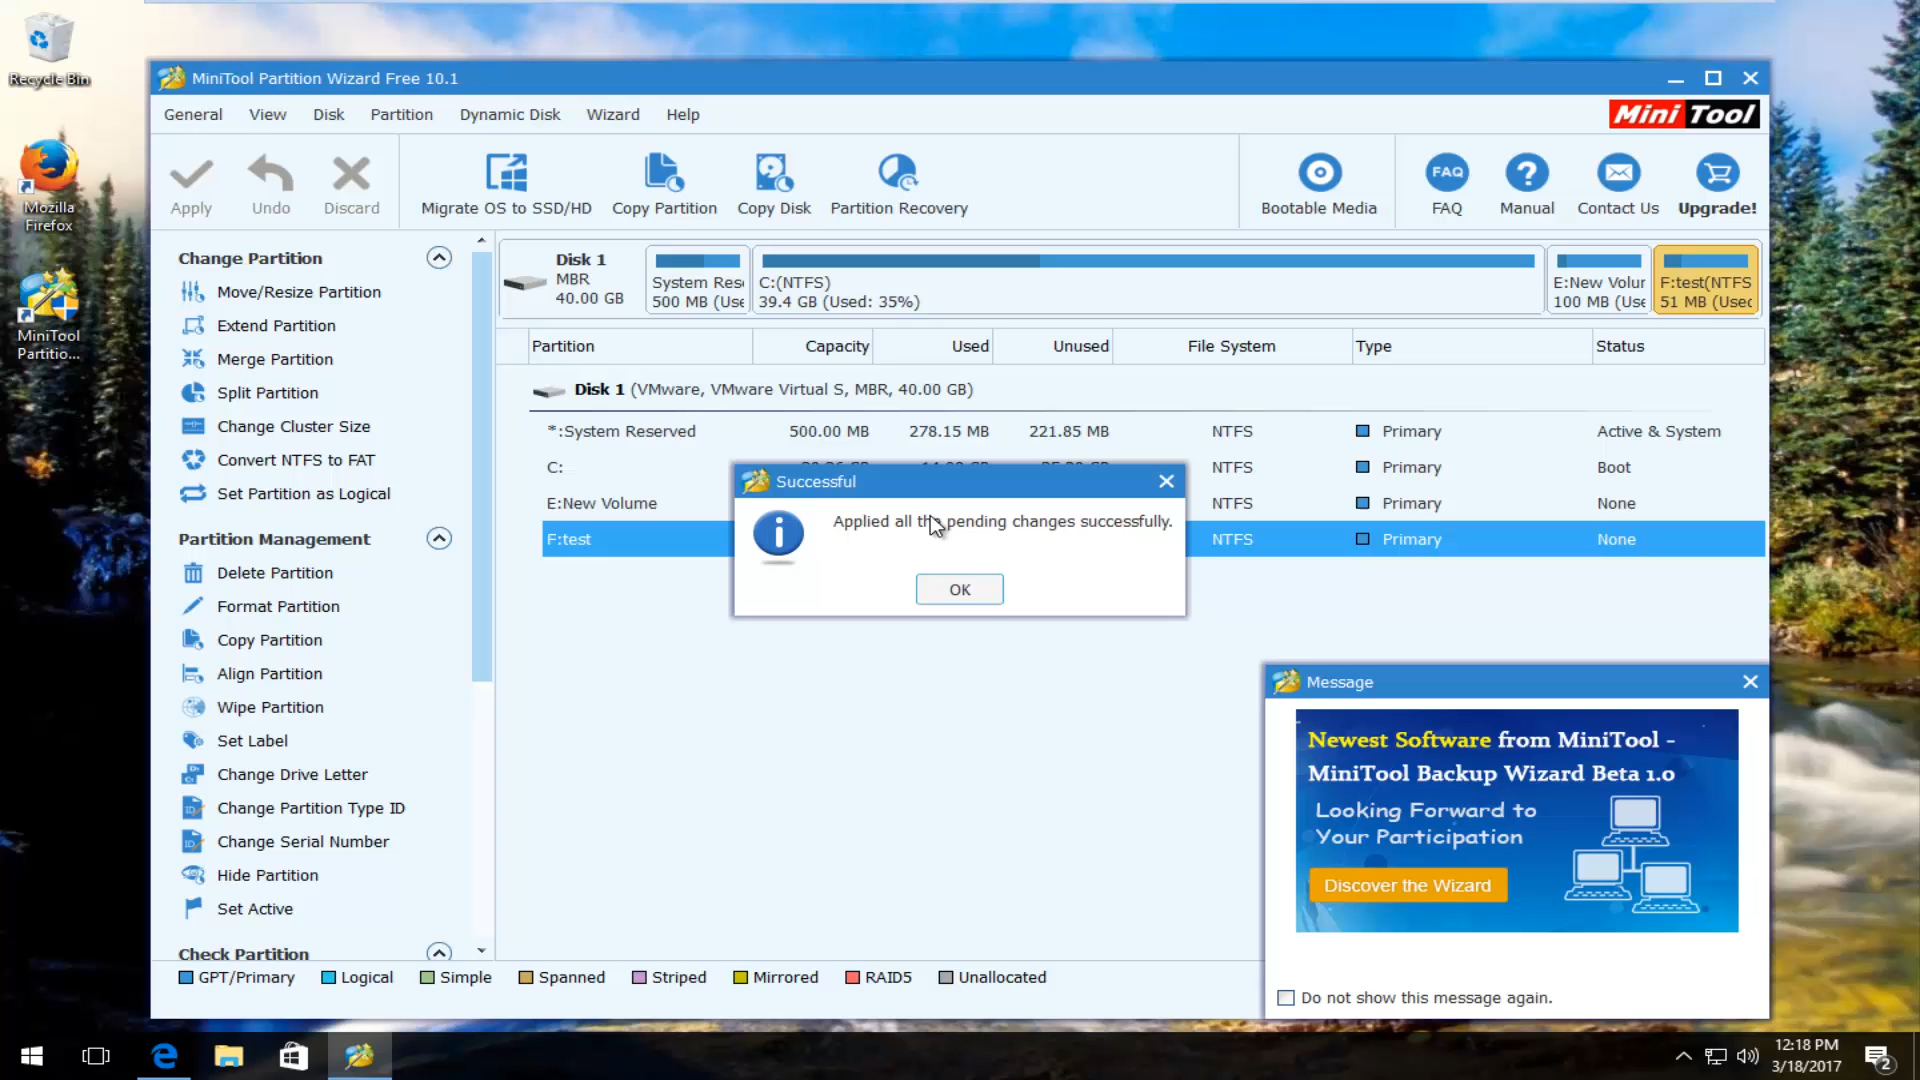 Recycle Bin
Mozilla
Firefox
MiniTool
Partitio...
MiniTool Partition Wizard Free 10.1
General View Disk Partition Dynamic Disk Wizard Help
Mini Tool
Apply Undo Discard Migrate OS to SSD/HD Copy Partition Copy Disk Partition Recovery Bootable Media FAQ Manual Contact Us Upgrade!
FAQ
Change Partition
Move/Resize Partition
Extend Partition
Merge Partition
Split Partition
Change Cluster Size
Convert NTFS to FAT
Set Partition as Logical
Partition Management
Delete Partition
Format Partition
Copy Partition
Align Partition
Wipe Partition
Set Label
Change Drive Letter
Change Partition Type ID
Change Serial Number
Hide Partition
Set Active
Check Partition
Disk 1
MBR
40.00 GB
System Rese
500 MB (Use
C:(NTFS)
39.4 GB (Used: 35%)
E:New Volur
100 MB (Use
F:test(NTFS
51 MB (Used
Partition Capacity Used Unused File System Type Status
Disk 1 (VMware, VMware Virtual S, MBR, 40.00 GB)
*:System Reserved 500.00 MB 278.15 MB 221.85 MB NTFS Primary Active & System
C: NTFS Primary Boot
E:New Volume NTFS Primary None
F:test NTFS Primary None
Successful
Applied all the pending changes successfully.
OK
Message
Newest Software from MiniTool -
MiniTool Backup Wizard Beta 1.0
Looking Forward to
Your Participation
Discover the Wizard
Do not show this message again.
GPT/Primary Logical Simple Spanned Striped Mirrored RAID5 Unallocated
12:18 PM
3/18/2017
2